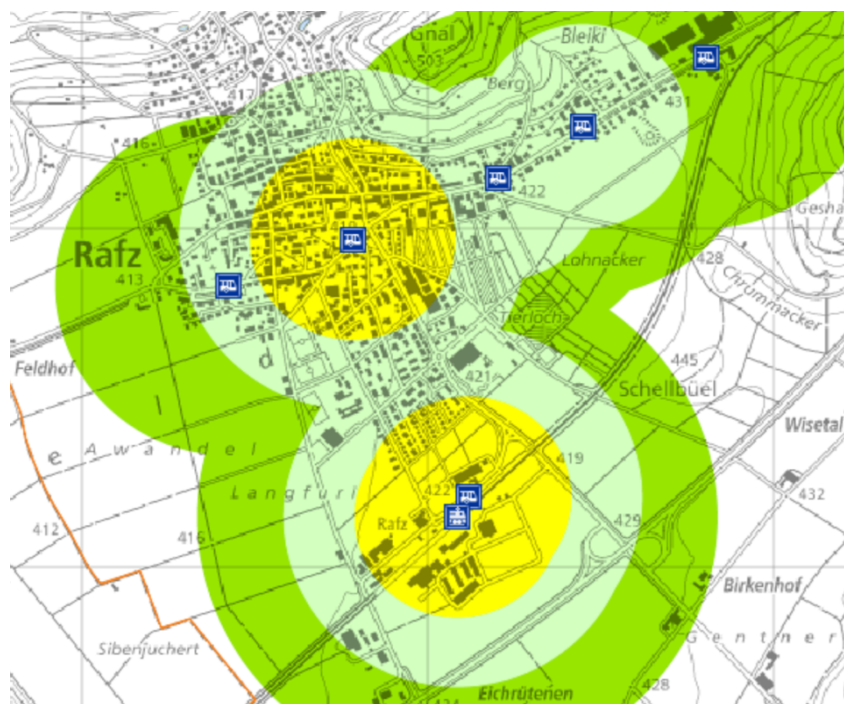 Gnal
503
Bleiki
Berg
417
431
416
422
Rafz
413
Gesha
Lohnacker
428
Chrummacker
Tierloch
445
Feldhof
d
421
Schellbüel
l
Wisetal
e A w a n d e l
419
L a n g f u r l
422
432
Rafz
412
416
429
Birkenhof
Sibenjuchert
G e n t n e r
Eichrütenen
428
424